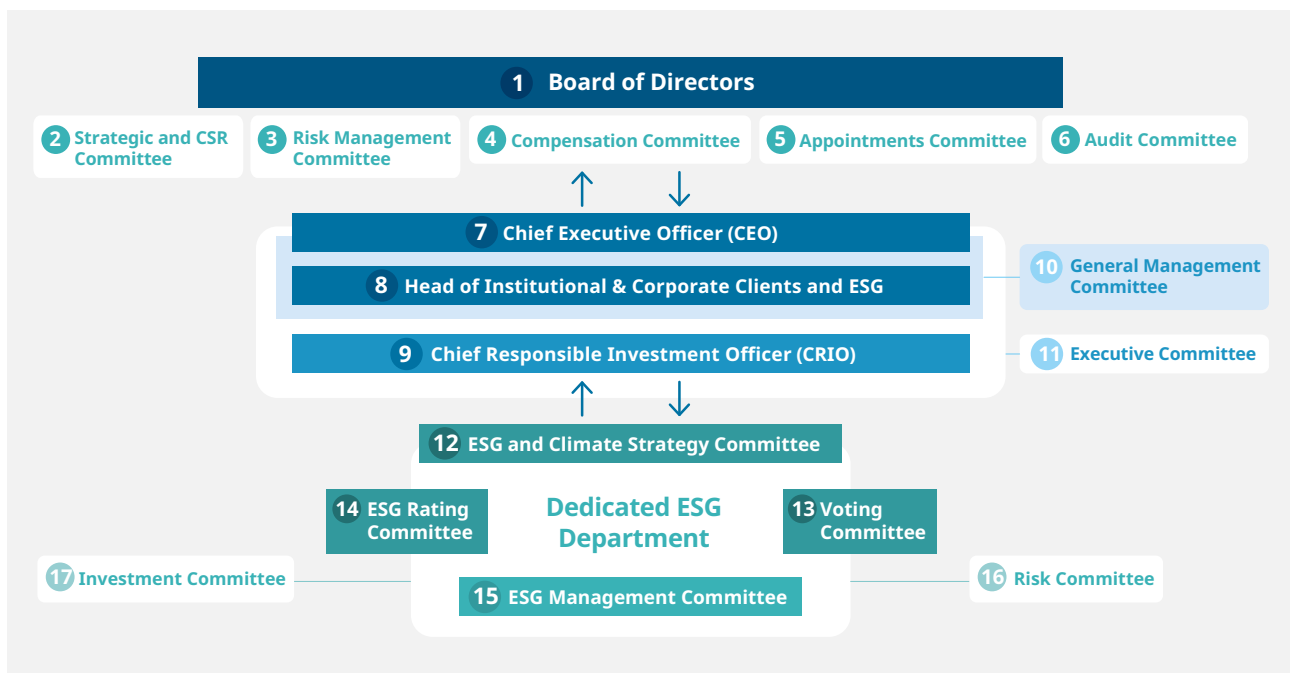 1 Board of Directors
2 Strategic and CSR
Committee
3 Risk Management
Committee
4 Compensation Committee
5 Appointments Committee
6 Audit Committee
7 Chief Executive Officer (CEO)
8 Head of Institutional & Corporate Clients and ESG
10 General Management
Committee
9 Chief Responsible Investment Officer (CRIO)
11 Executive Committee
12 ESG and Climate Strategy Committee
14 ESG Rating
Committee
Dedicated ESG
Department
13 Voting
Committee
17 Investment Committee
15 ESG Management Committee
16 Risk Committee